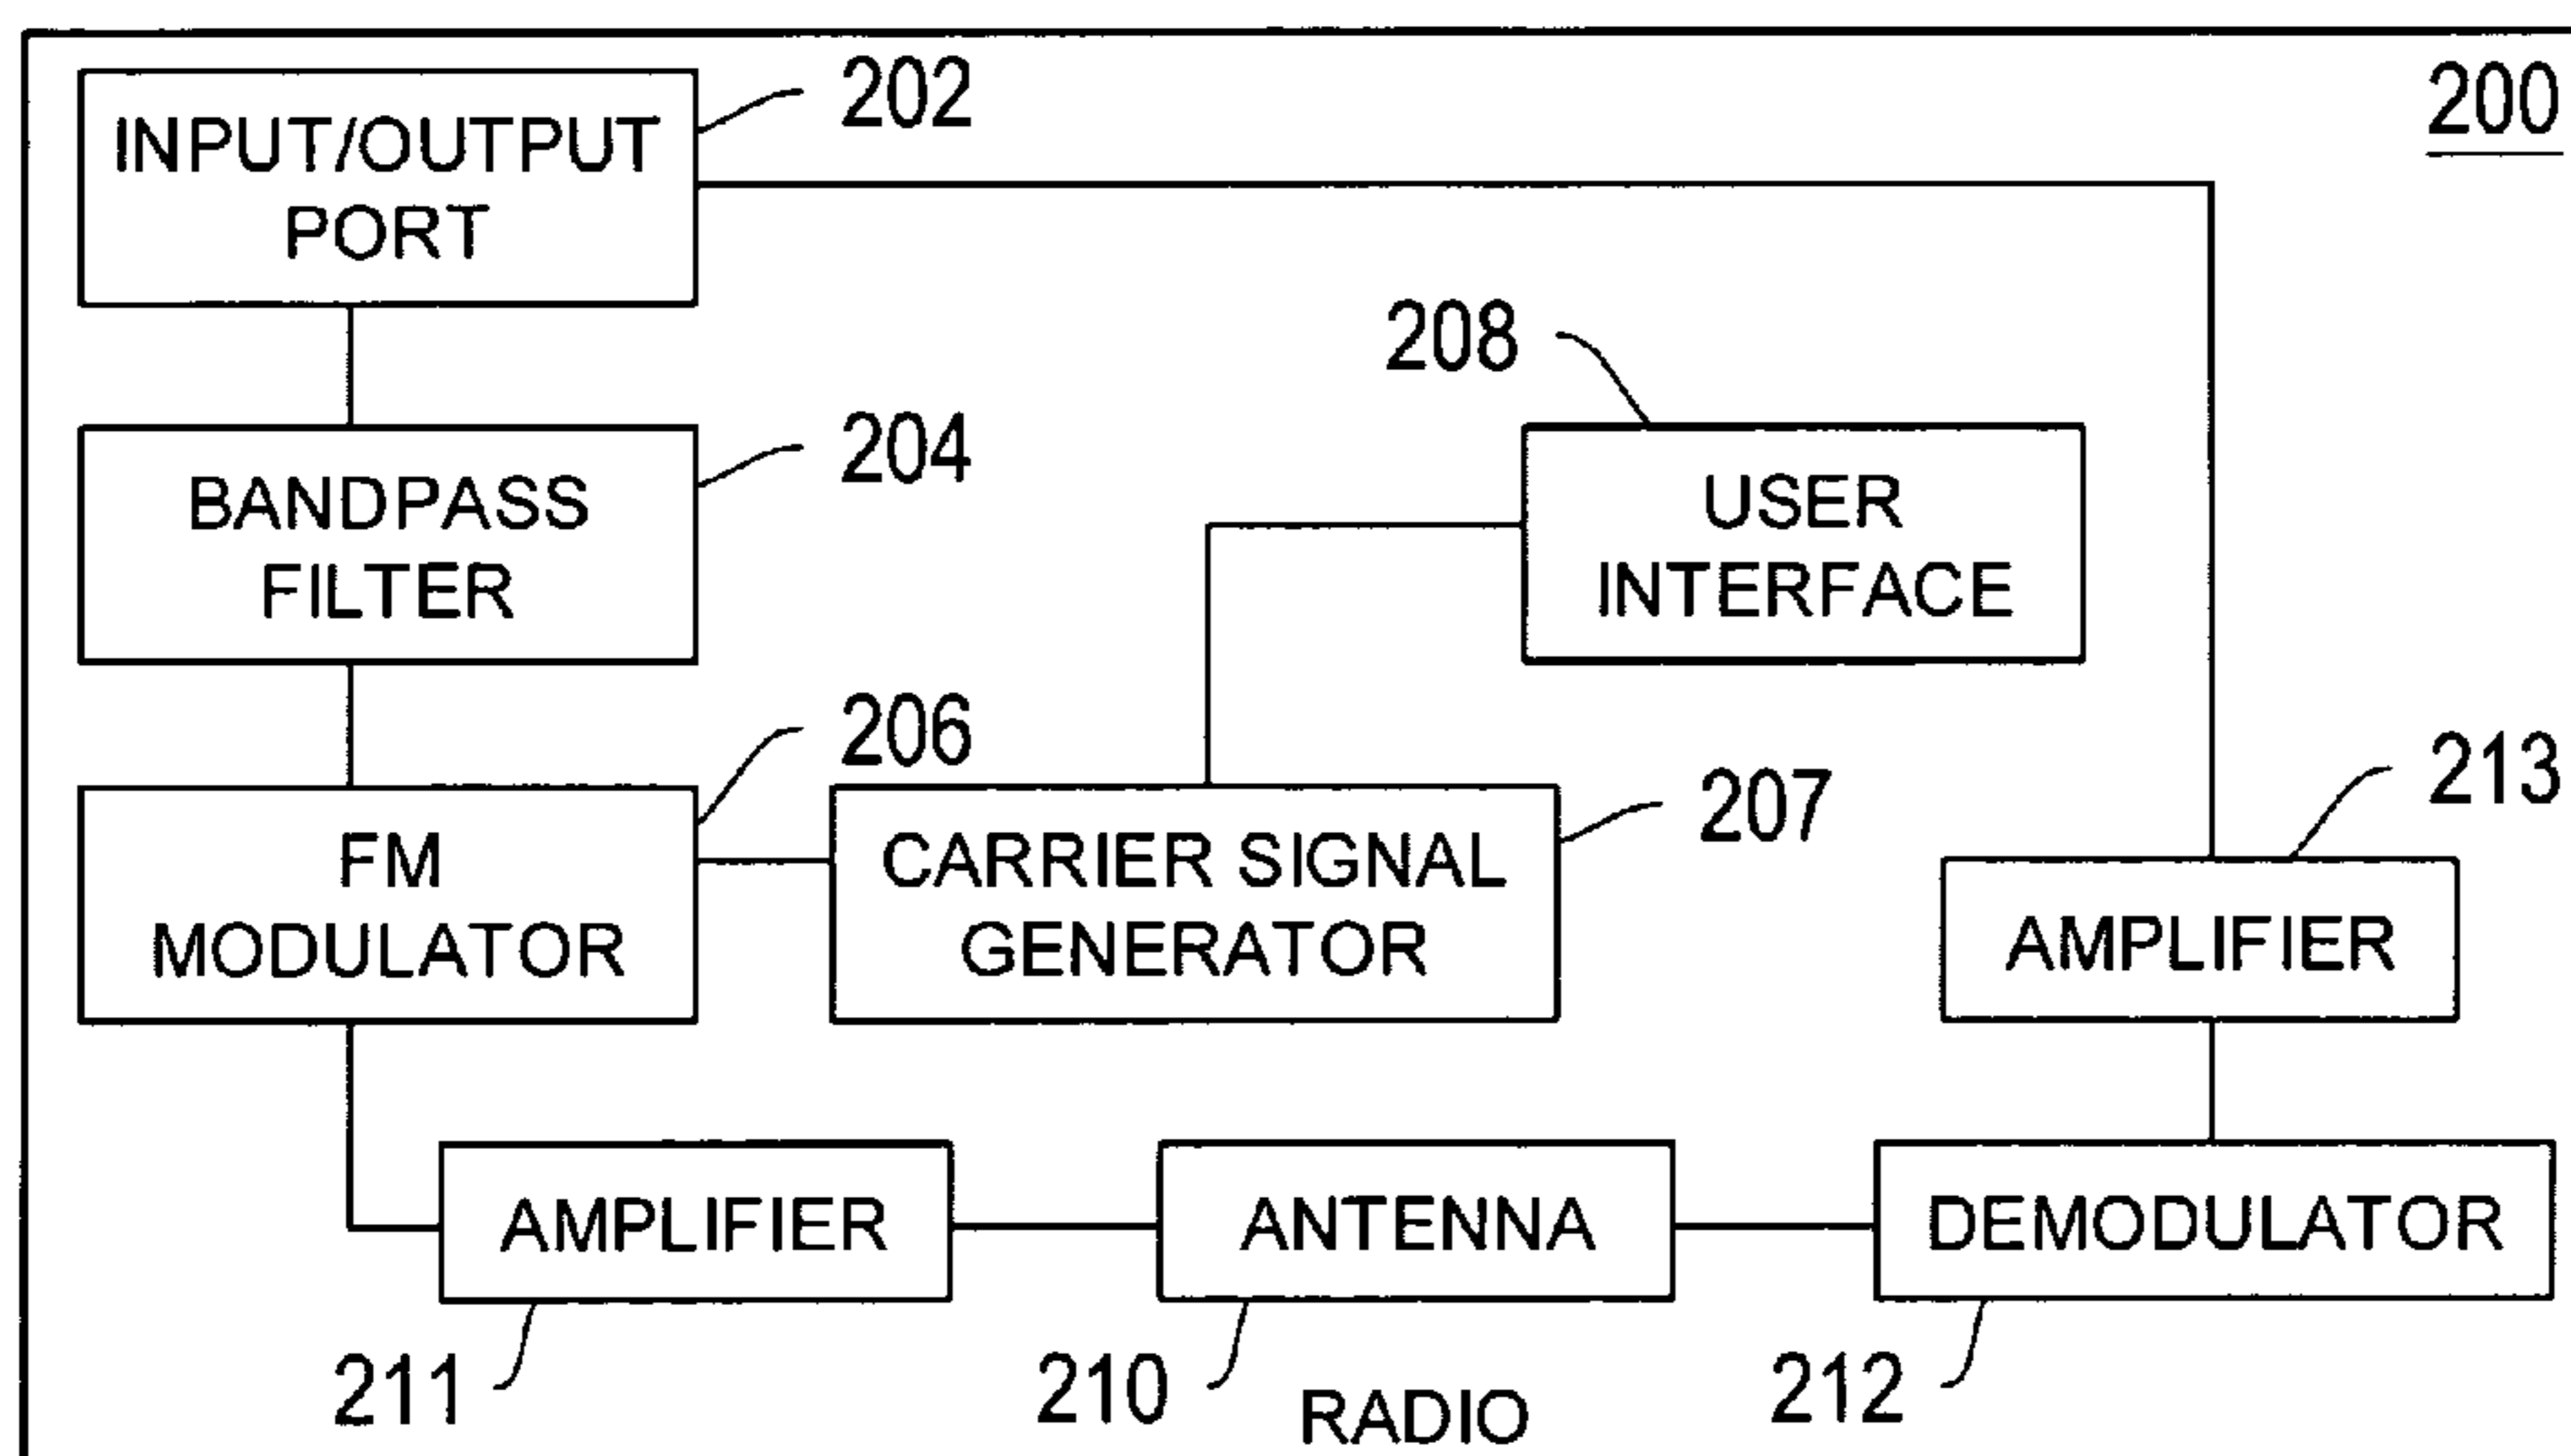 200
202
INPUT/OUTPUT
PORT
208
204
BANDPASS
FILTER
USER
INTERFACE
206
207
213
FM
MODULATOR
CARRIER SIGNAL
GENERATOR
AMPLIFIER
AMPLIFIER
ANTENNA
DEMODULATOR
211
210
212
RADIO